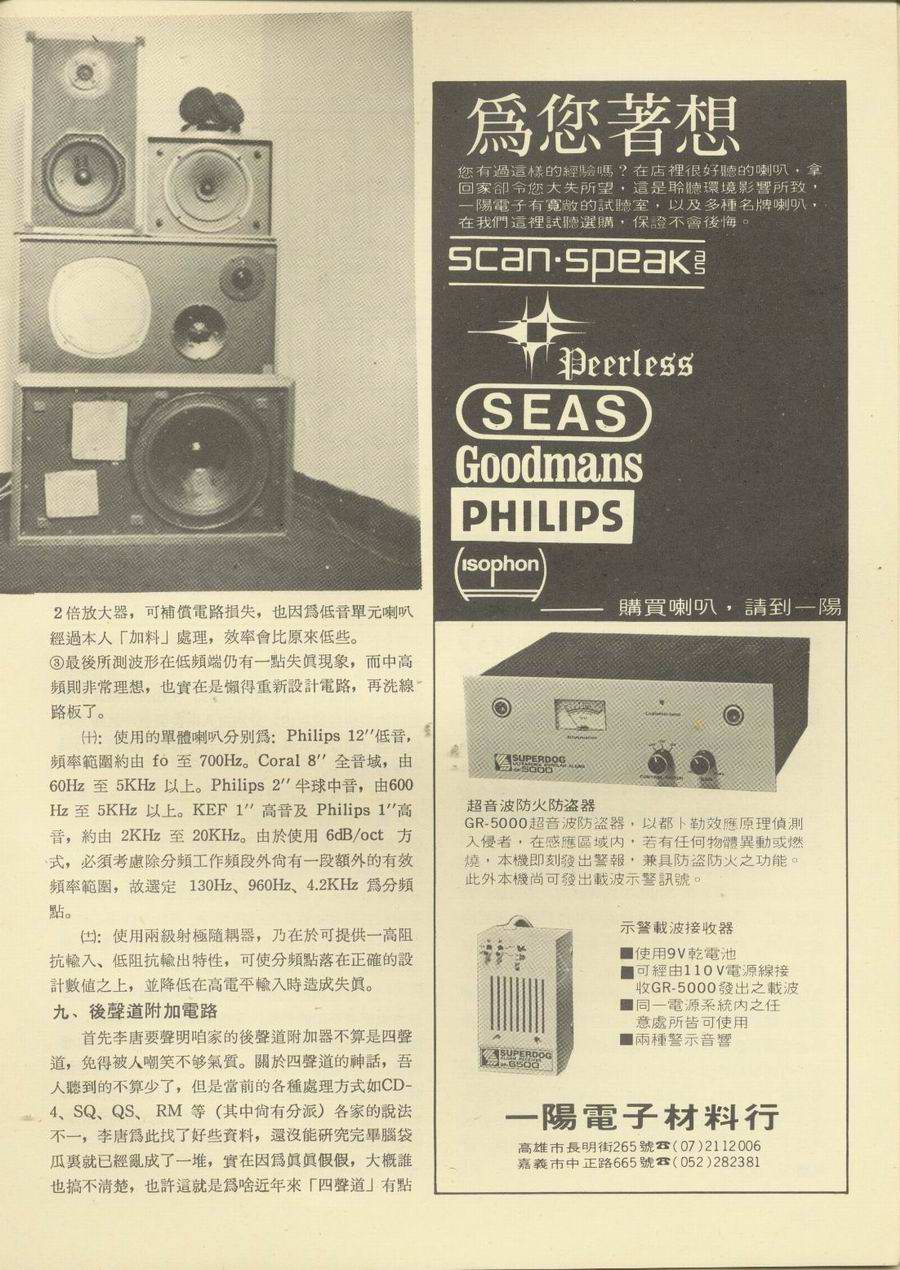 2倍放大器，可補償電路損失，也因爲低音單元喇叭
經過本人「加料」處理，效率會比原來低些。
③最後所測波形在低頻端仍有一點失眞現象，而中高
頻則非常理想，也實在是懶得重新設計電路，再洗線
路板了。
㈩：使用的單體喇叭分別爲：Philips 12″低音，
頻率範圍約由 fo 至 700Hz。Coral 8″ 全音域，由
60Hz 至 5KHz 以上。Philips 2″半球中音，由600
Hz 至 5KHz 以上。KEF 1″ 高音及 Philips 1″高
音，約由 2KHz 至 20KHz。由於使用 6dB/oct 方
式，必須考慮除分頻工作頻段外尙有一段額外的有效
頻率範圍，故選定 130Hz、960Hz、4.2KHz 爲分頻
點。
(十一)：使用兩級射極隨耦器，乃在於可提供一高阻
抗輸入、低阻抗輸出特性，可使分頻點落在正確的設
計數値之上，並降低在高電平輸入時造成失眞。
九、後聲道附加電路
首先李唐要聲明咱家的後聲道附加器不算是四聲
道，免得被人嘲笑不够氣質。關於四聲道的神話，吾
人聽到的不算少了，但是當前的各種處理方式如CD-
4、SQ、QS、 RM 等（其中尙有分派）各家的說法
不一，李唐爲此找了好些資料，還沒能研究完畢腦袋
瓜裏就已經亂成了一堆，實在因爲眞眞假假，大概誰
也搞不清楚，也許這就是爲啥近年來「四聲道」有點
爲您著想
您有過這樣的經驗嗎？在店裡很好聽的喇叭，拿
回家卻令您大失所望，這是聆聽環境影響所致，
一陽電子有寬敞的試聽室，以及多種名牌喇叭，
在我們這裡試聽選購，保證不會後悔。
scan-speak a/s
Peerless
SEAS
Goodmans
PHILIPS
isophon
購買喇叭，請到一陽
SUPERDOG
ULTRASONIC BURGLAR ALARM
GR-5000
超音波防火防盜器
GR-5000超音波防盜器，以都卜勒效應原理偵測
入侵者，在感應區域內，若有任何物體異動或燃
燒，本機即刻發出警報，兼具防盜防火之功能。
此外本機尚可發出載波示警訊號。
SUPERDOG
6500
示警載波接收器
■使用9V乾電池
■可經由110V電源線接
收GR-5000發出之載波
■同一電源系統內之任
意處所皆可使用
■兩種警示音響
一陽電子材料行
高雄市長明街265號☎(07)2112006
嘉義市中正路665號☎(052)282381